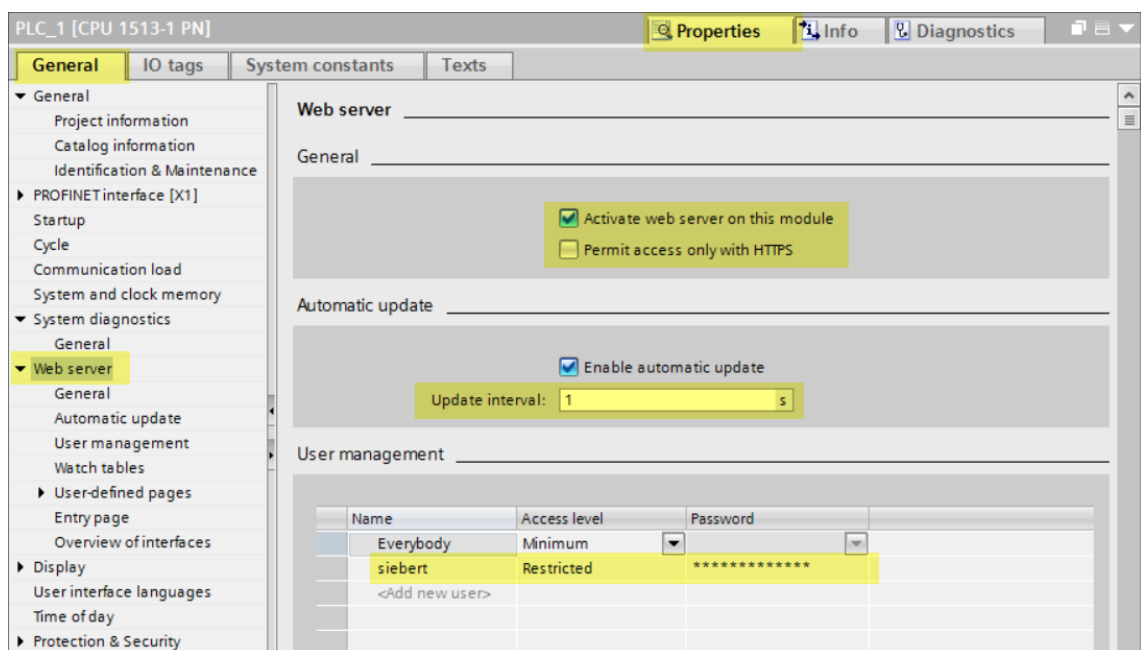 PLC_1 [CPU 1513-1 PN]
Properties Info Diagnostics
General IO tags System constants Texts
General
Project information
Catalog information
Identification & Maintenance
PROFINET interface [X1]
Startup
Cycle
Communication load
System and clock memory
System diagnostics
General
Web server
General
Automatic update
User management
Watch tables
User-defined pages
Entry page
Overview of interfaces
Display
User interface languages
Time of day
Protection & Security
Web server
General
Activate web server on this module
Permit access only with HTTPS
Automatic update
Enable automatic update
Update interval: 1 s
User management
Name Access level Password
Everybody Minimum
siebert Restricted *************
<Add new user>